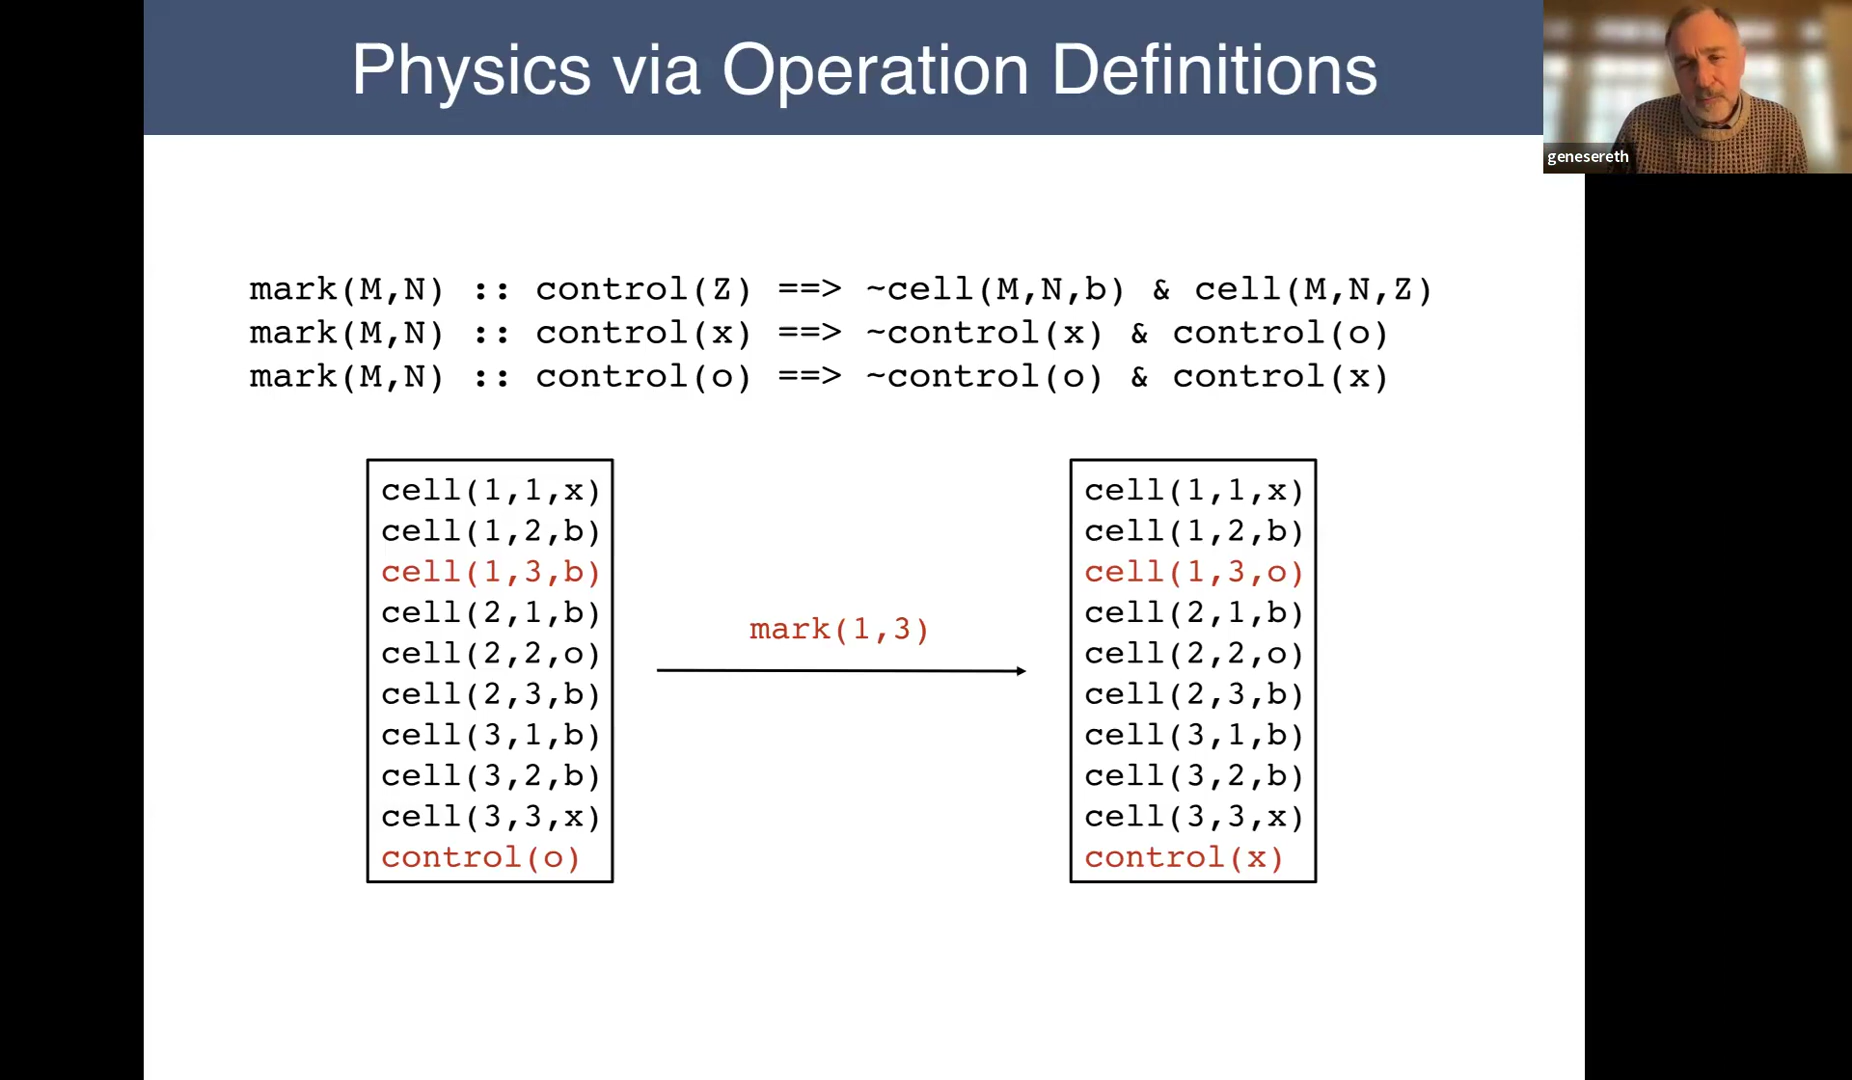 Physics via Operation Definitions
genesereth
mark(M,N) :: control(Z) ==> ~cell(M,N,b) & cell(M,N,Z)
mark(M,N) :: control(x) ==> ~control(x) & control(o)
mark(M,N) :: control(o) ==> ~control(o) & control(x)
cell(1,1,x)
cell(1,2,b)
cell(1,3,b)
cell(2,1,b)
cell(2,2,o)
cell(2,3,b)
cell(3,1,b)
cell(3,2,b)
cell(3,3,x)
control(o)
mark(1,3)
cell(1,1,x)
cell(1,2,b)
cell(1,3,o)
cell(2,1,b)
cell(2,2,o)
cell(2,3,b)
cell(3,1,b)
cell(3,2,b)
cell(3,3,x)
control(x)